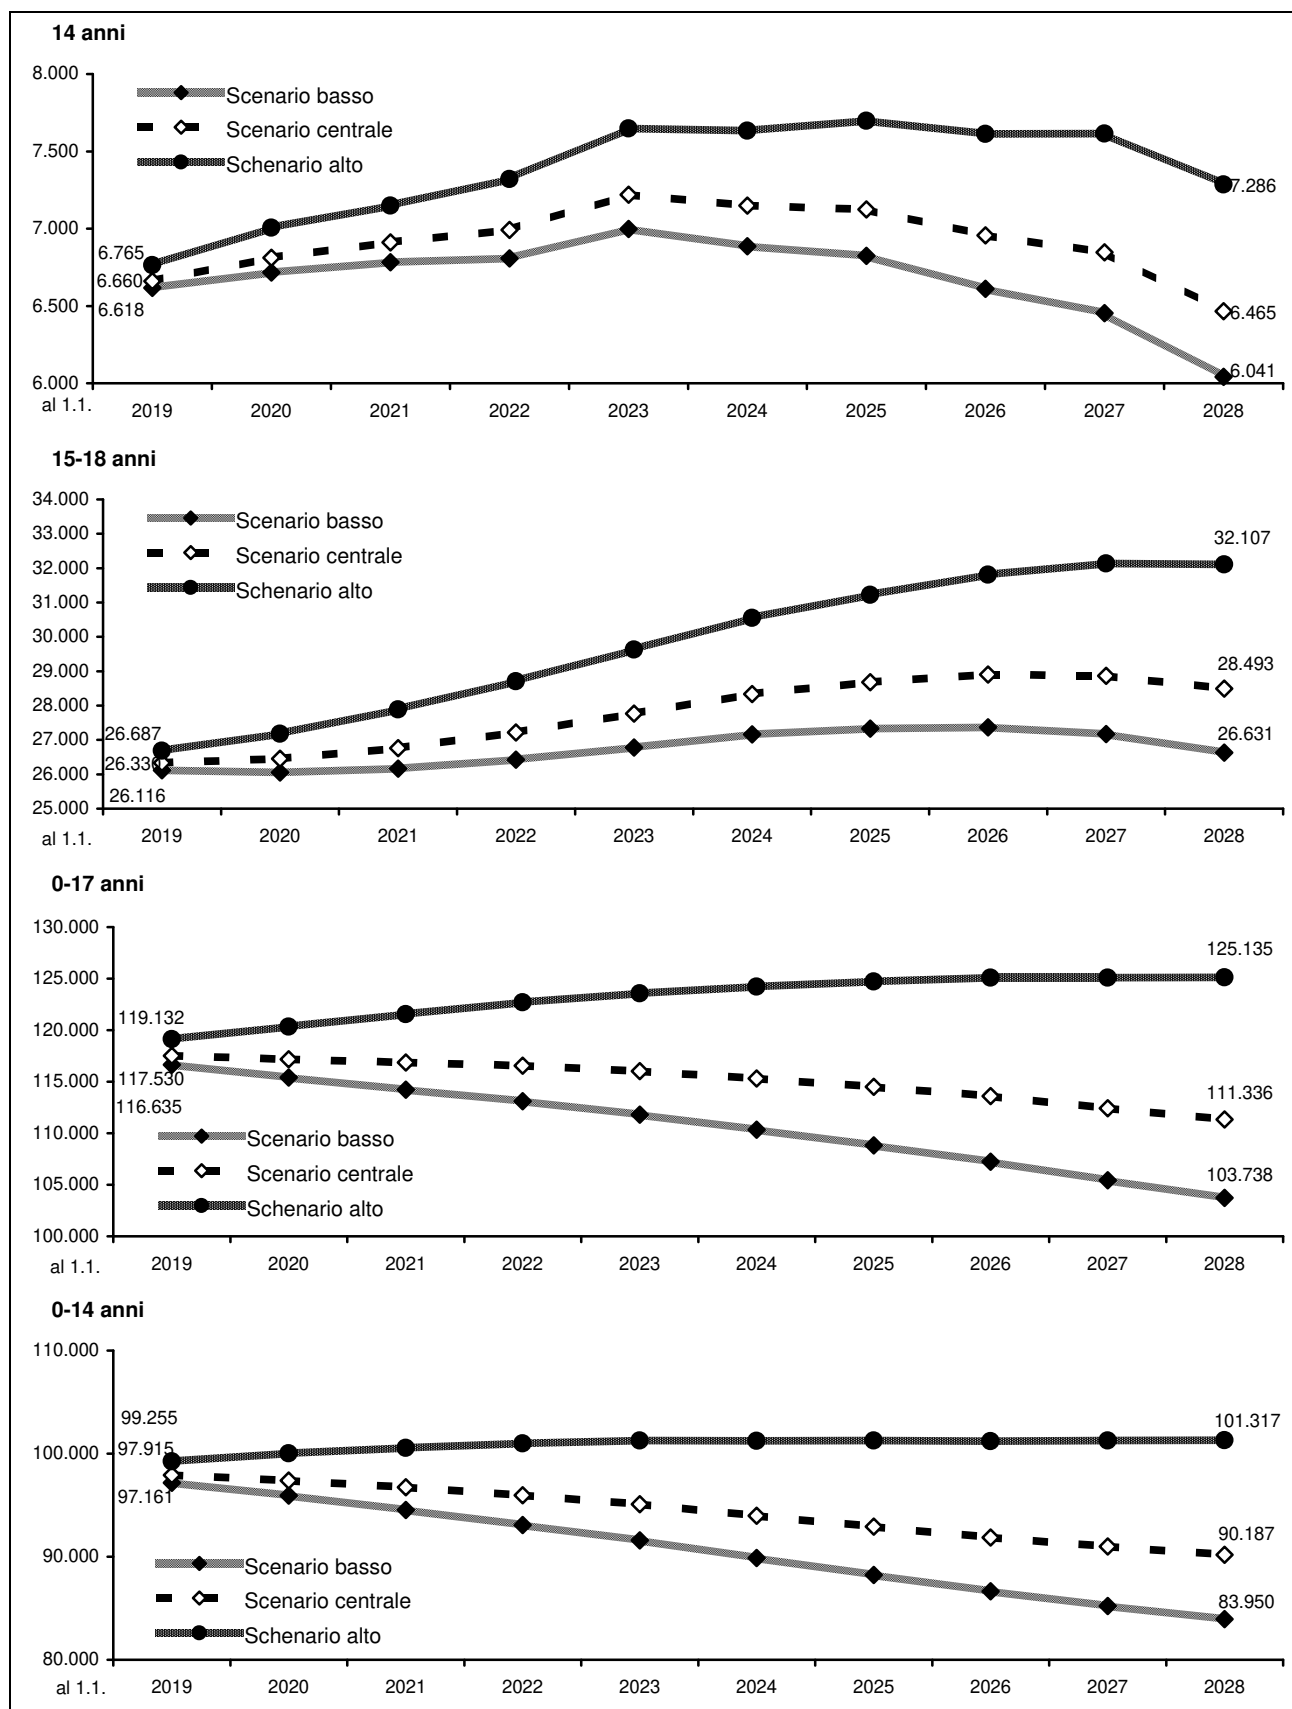 14 anni
8.000
7.500
7.000
6.500
6.000
Scenario basso
Scenario centrale
Schenario alto
6.765
6.660
6.618
7.286
6.465
6.041
al 1.1. 2019 2020 2021 2022 2023 2024 2025 2026 2027 2028
15-18 anni
34.000
33.000
32.000
31.000
30.000
29.000
28.000
27.000
26.000
25.000
Scenario basso
Scenario centrale
Schenario alto
26.687
26.330
26.116
32.107
28.493
26.631
al 1.1. 2019 2020 2021 2022 2023 2024 2025 2026 2027 2028
0-17 anni
130.000
125.000
120.000
115.000
110.000
105.000
100.000
119.132
117.530
116.635
Scenario basso
Scenario centrale
Schenario alto
125.135
111.336
103.738
al 1.1. 2019 2020 2021 2022 2023 2024 2025 2026 2027 2028
0-14 anni
110.000
100.000
90.000
80.000
99.255
97.915
97.161
Scenario basso
Scenario centrale
Schenario alto
101.317
90.187
83.950
al 1.1. 2019 2020 2021 2022 2023 2024 2025 2026 2027 2028